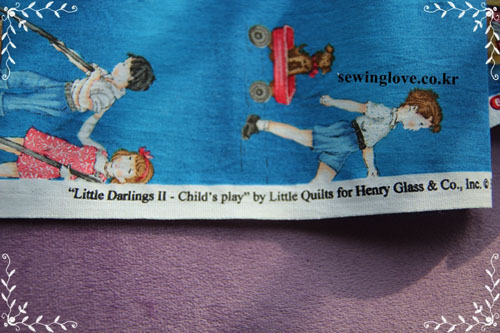 sewinglove.co.kr
"Little Darlings II - Child's play" by Little Quilts for Henry Glass & Co., Inc. ©